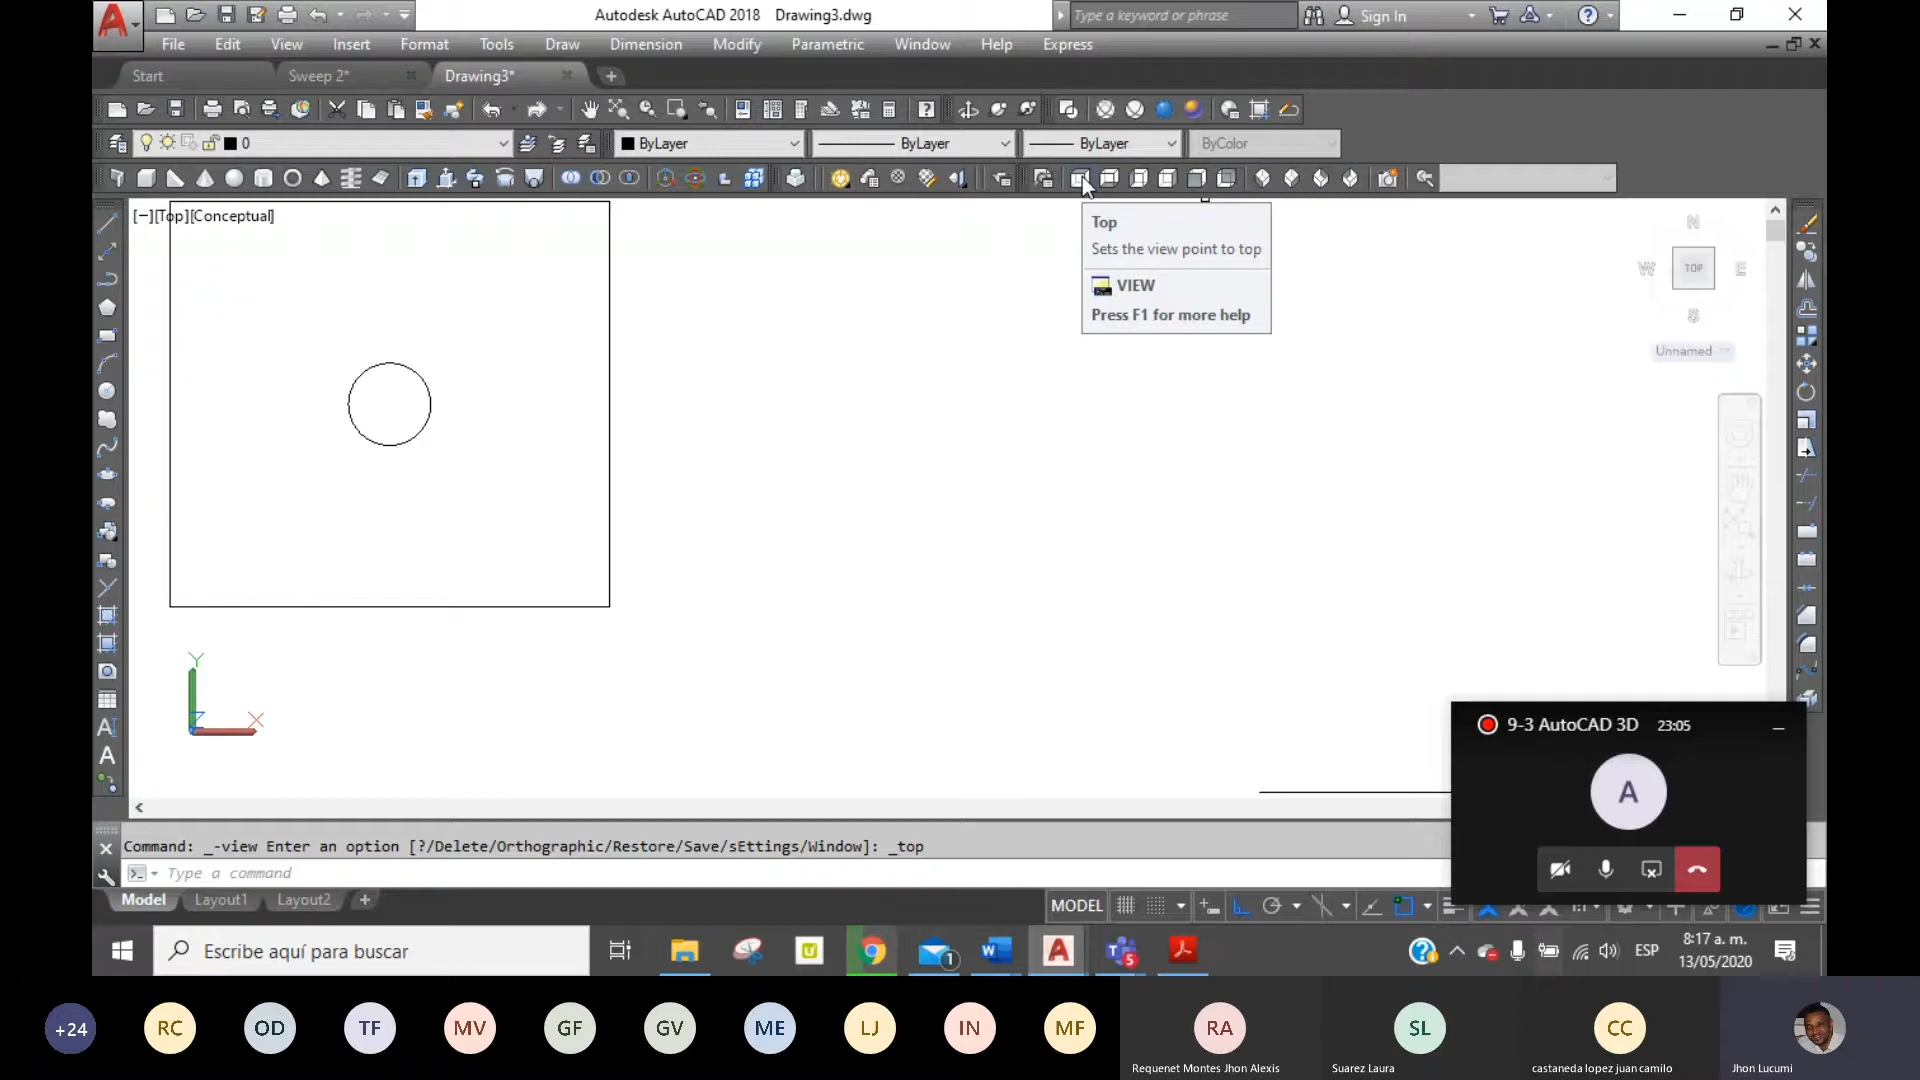 Autodesk AutoCAD 2018 Drawing3.dwg
Type a keyword or phrase
Sign In
File Edit View Insert Format Tools Draw Dimension Modify Parametric Window Help Express
Start Sweep 2* Drawing3*
0 ByLayer ByLayer ByLayer ByColor
[−][Top][Conceptual]
Top
Sets the view point to top
VIEW
Press F1 for more help
N
W TOP E
S
Unnamed
Y
Z X
9-3 AutoCAD 3D 23:05
A
Command: _-view Enter an option [?/Delete/Orthographic/Restore/Save/sEttings/Window]: _top
Type a command
Model Layout1 Layout2
MODEL
Escribe aquí para buscar
1
5
ESP
8:17 a. m.
13/05/2020
+24 RC OD TF MV GF GV ME LJ IN MF RA SL CC
Requenet Montes Jhon Alexis Suarez Laura castaneda lopez juan camilo Jhon Lucumi